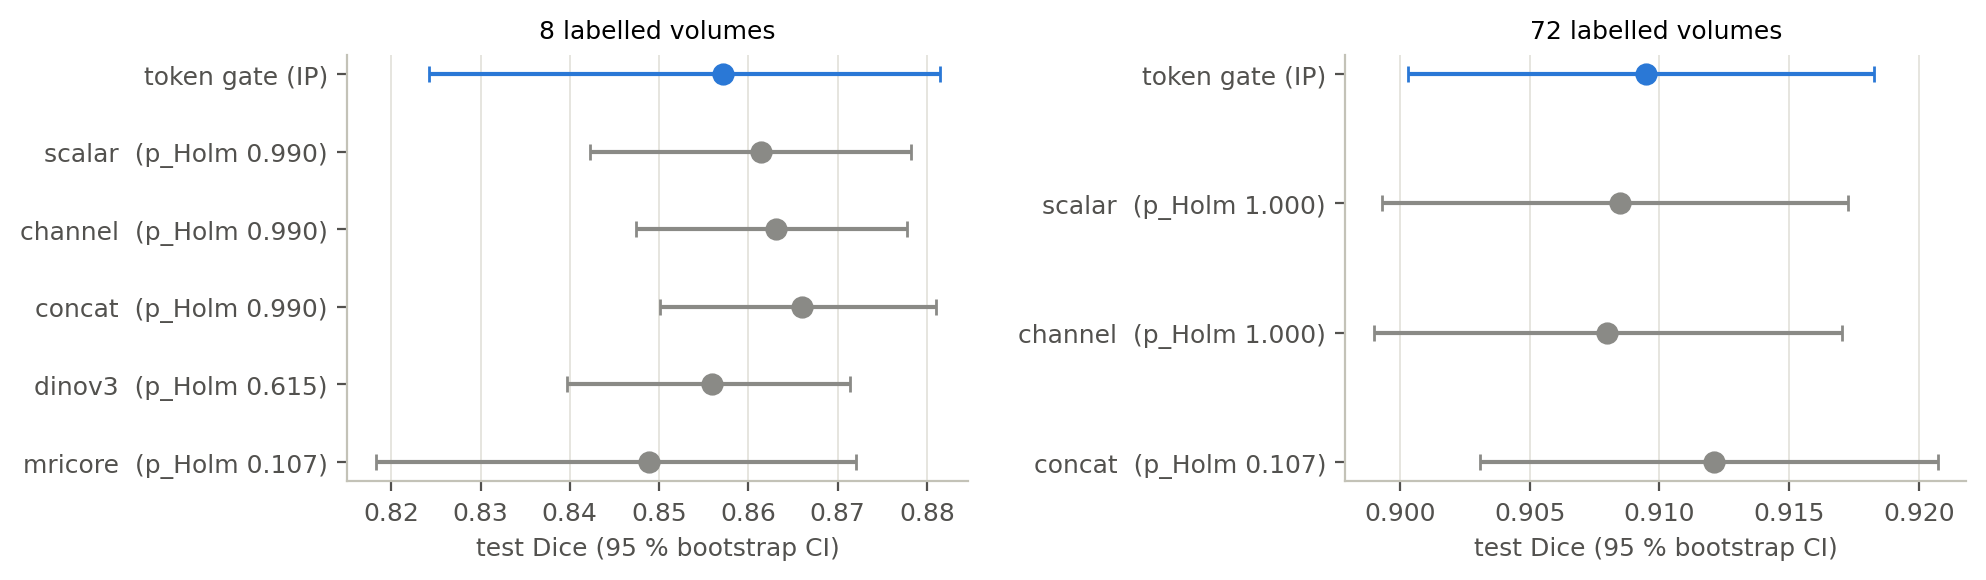 8 labelled volumes
token gate (IP)
scalar  (p_Holm 0.990)
channel  (p_Holm 0.990)
concat  (p_Holm 0.990)
dinov3  (p_Holm 0.615)
mricore  (p_Holm 0.107)
0.82 0.83 0.84 0.85 0.86 0.87 0.88
test Dice (95 % bootstrap CI)
72 labelled volumes
token gate (IP)
scalar  (p_Holm 1.000)
channel  (p_Holm 1.000)
concat  (p_Holm 0.107)
0.900 0.905 0.910 0.915 0.920
test Dice (95 % bootstrap CI)